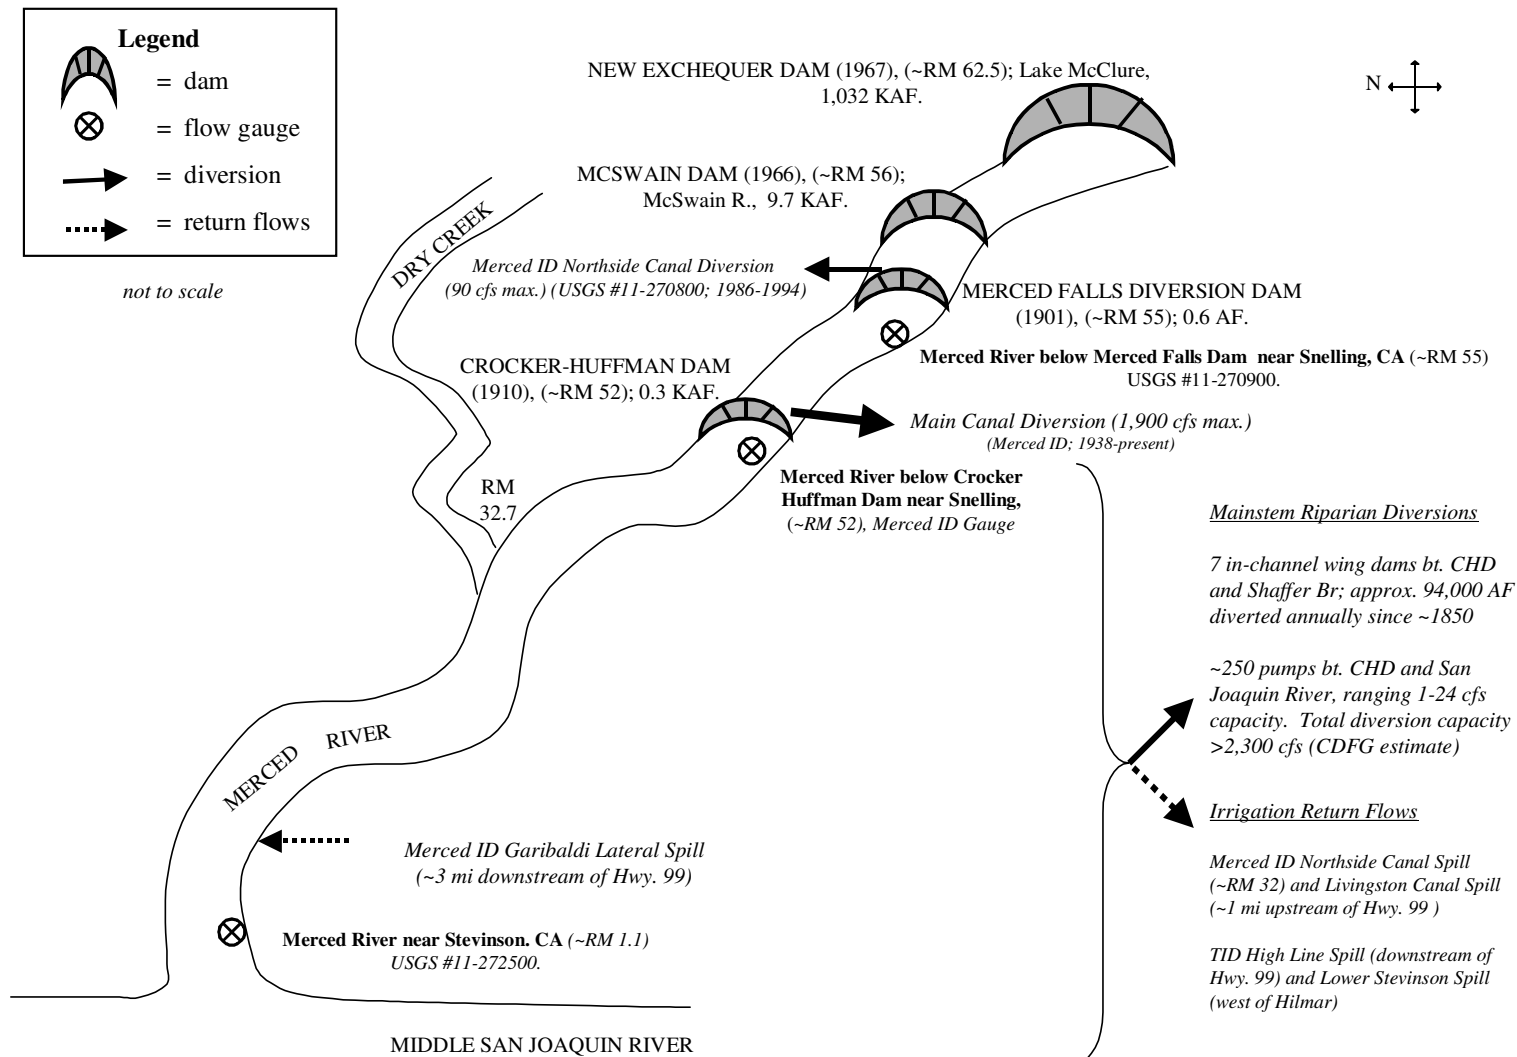 Legend
= dam
= flow gauge
= diversion
= return flows
not to scale
N
NEW EXCHEQUER DAM (1967), (~RM 62.5); Lake McClure,
1,032 KAF.
MCSWAIN DAM (1966), (~RM 56);
McSwain R., 9.7 KAF.
DRY CREEK
Merced ID Northside Canal Diversion
(90 cfs max.) (USGS #11-270800; 1986-1994)
MERCED FALLS DIVERSION DAM
(1901), (~RM 55); 0.6 AF.
Merced River below Merced Falls Dam near Snelling, CA (~RM 55)
USGS #11-270900.
CROCKER-HUFFMAN DAM
(1910), (~RM 52); 0.3 KAF.
Main Canal Diversion (1,900 cfs max.)
(Merced ID; 1938-present)
Merced River below Crocker
Huffman Dam near Snelling,
(~RM 52), Merced ID Gauge
RM
32.7
MERCED RIVER
Merced ID Garibaldi Lateral Spill
(~3 mi downstream of Hwy. 99)
Merced River near Stevinson. CA (~RM 1.1)
USGS #11-272500.
MIDDLE SAN JOAQUIN RIVER
Mainstem Riparian Diversions
7 in-channel wing dams bt. CHD
and Shaffer Br; approx. 94,000 AF
diverted annually since ~1850
~250 pumps bt. CHD and San
Joaquin River, ranging 1-24 cfs
capacity. Total diversion capacity
>2,300 cfs (CDFG estimate)
Irrigation Return Flows
Merced ID Northside Canal Spill
(~RM 32) and Livingston Canal Spill
(~1 mi upstream of Hwy. 99 )
TID High Line Spill (downstream of
Hwy. 99) and Lower Stevinson Spill
(west of Hilmar)